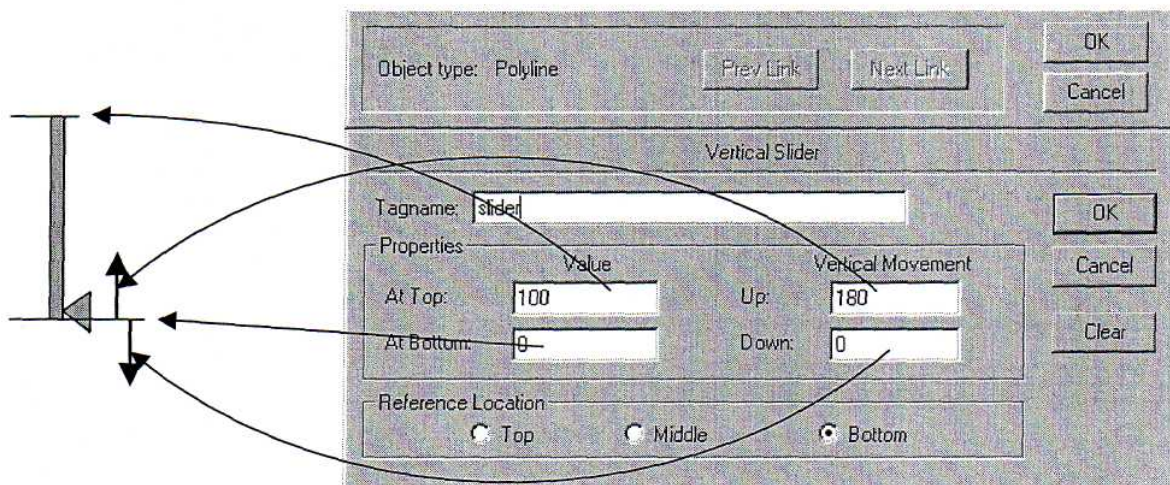 OK
Object type: Polyline Prev Link Next Link
Cancel
Vertical Slider
Tagname: slider OK
Properties
Value Vertical Movement Cancel
At Top: 100 Up: 180
At Bottom: 0 Down: 0 Clear
Reference Location
Top Middle Bottom